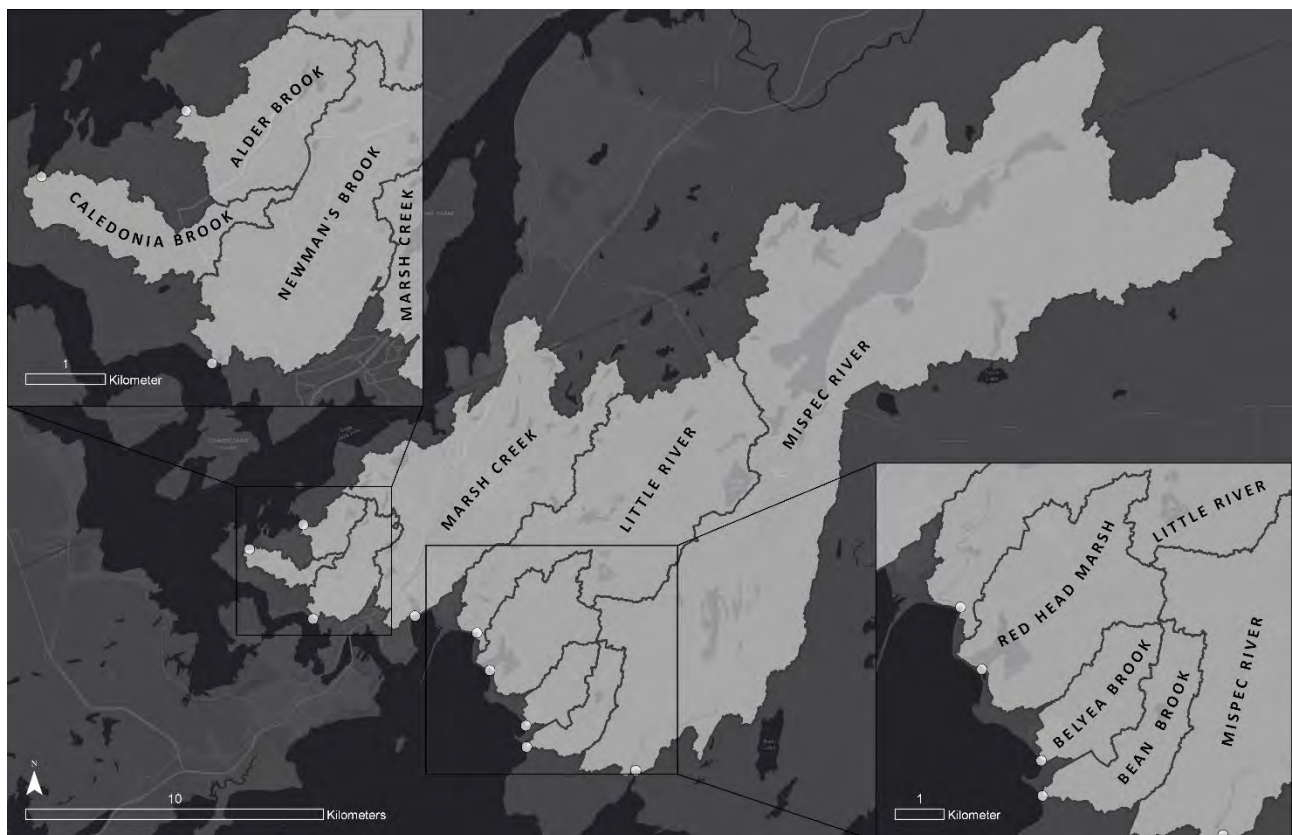 ALDER BROOK
CALEDONIA BROOK
NEWMAN'S BROOK
MARSH CREEK
1
Kilometer
MARSH CREEK
LITTLE RIVER
MISPEC RIVER
RED HEAD MARSH
LITTLE RIVER
BELYEA BROOK
BEAN BROOK
MISPEC RIVER
1
Kilometer
N
10
Kilometers